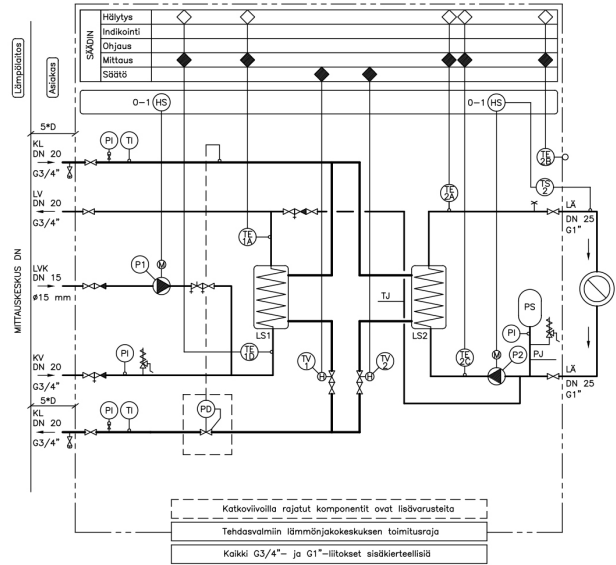 Hälytys
Indikointi
Ohjaus
Mittaus
Säätö
SÄÄDIN
Lämpölaitos
Asiakas
0-1 HS
0-1 HS
5*D
KL
DN 20
G3/4"
PI
TI
TE
2B
TS
2
LV
DN 20
G3/4"
TE
1A
TE
2A
LÄ
DN 25
G1"
LVK
DN 15
ø15 mm
P1
M
LS1
TJ
LS2
PS
PI
MITTAUSKESKUS DN
KV
DN 20
G3/4"
PI
TE
TV
1
TV
2
TE
2C
M
P2
PJ
LÄ
DN 25
G1"
5*D
KL
DN 20
G3/4"
PI
TI
PD
Katkoviivoilla rajatut komponentit ovat lisävarusteita
Tehdasvalmiin lämmönjakokeskuksen toimitusraja
Kaikki G3/4"- ja G1"-liitokset sisäkierteellisiä